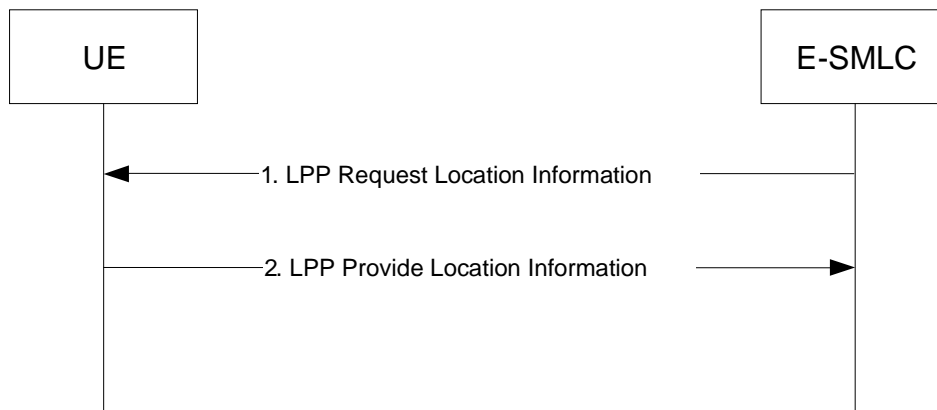 UE
E-SMLC
1. LPP Request Location Information
2. LPP Provide Location Information